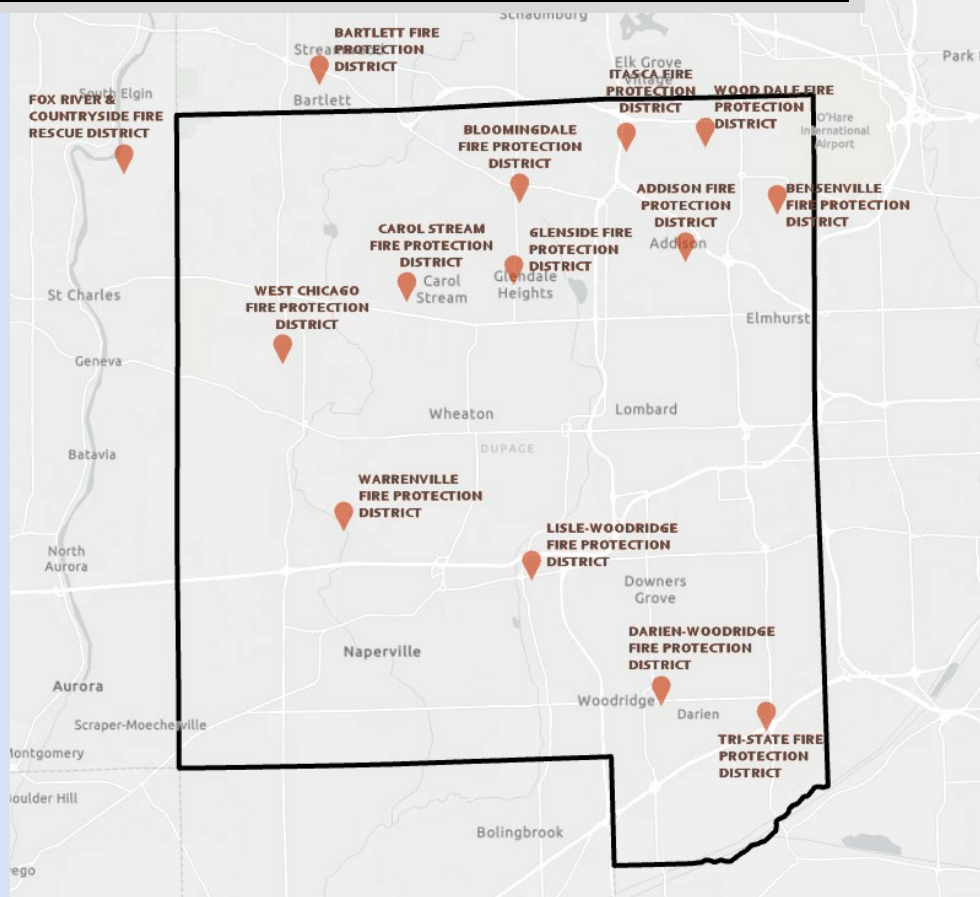 Schaumburg
BARTLETT FIRE
PROTECTION
DISTRICT
Bartlett
Elk Grove
Village
Park
ITASCA FIRE
PROTECTION
DISTRICT
WOOD DALE FIRE
PROTECTION
DISTRICT
South Elgin
FOX RIVER &
COUNTRYSIDE FIRE
RESCUE DISTRICT
O'Hare
International
Airport
BLOOMINGDALE
FIRE PROTECTION
DISTRICT
ADDISON FIRE
PROTECTION
DISTRICT
Addison
BENSENVILLE
FIRE PROTECTION
DISTRICT
CAROL STREAM
FIRE PROTECTION
DISTRICT
Carol
Stream
GLENSIDE FIRE
PROTECTION
DISTRICT
Glendale
Heights
St Charles
WEST CHICAGO
FIRE PROTECTION
DISTRICT
Elmhurst
Geneva
Wheaton
Lombard
DUPAGE
Batavia
WARRENVILLE
FIRE PROTECTION
DISTRICT
LISLE-WOODRIDGE
FIRE PROTECTION
DISTRICT
North
Aurora
Downers
Grove
DARIEN-WOODRIDGE
FIRE PROTECTION
DISTRICT
Naperville
Aurora
Woodridge
Darien
Scraper-Moecherville
TRI-STATE FIRE
PROTECTION
DISTRICT
Bolingbrook